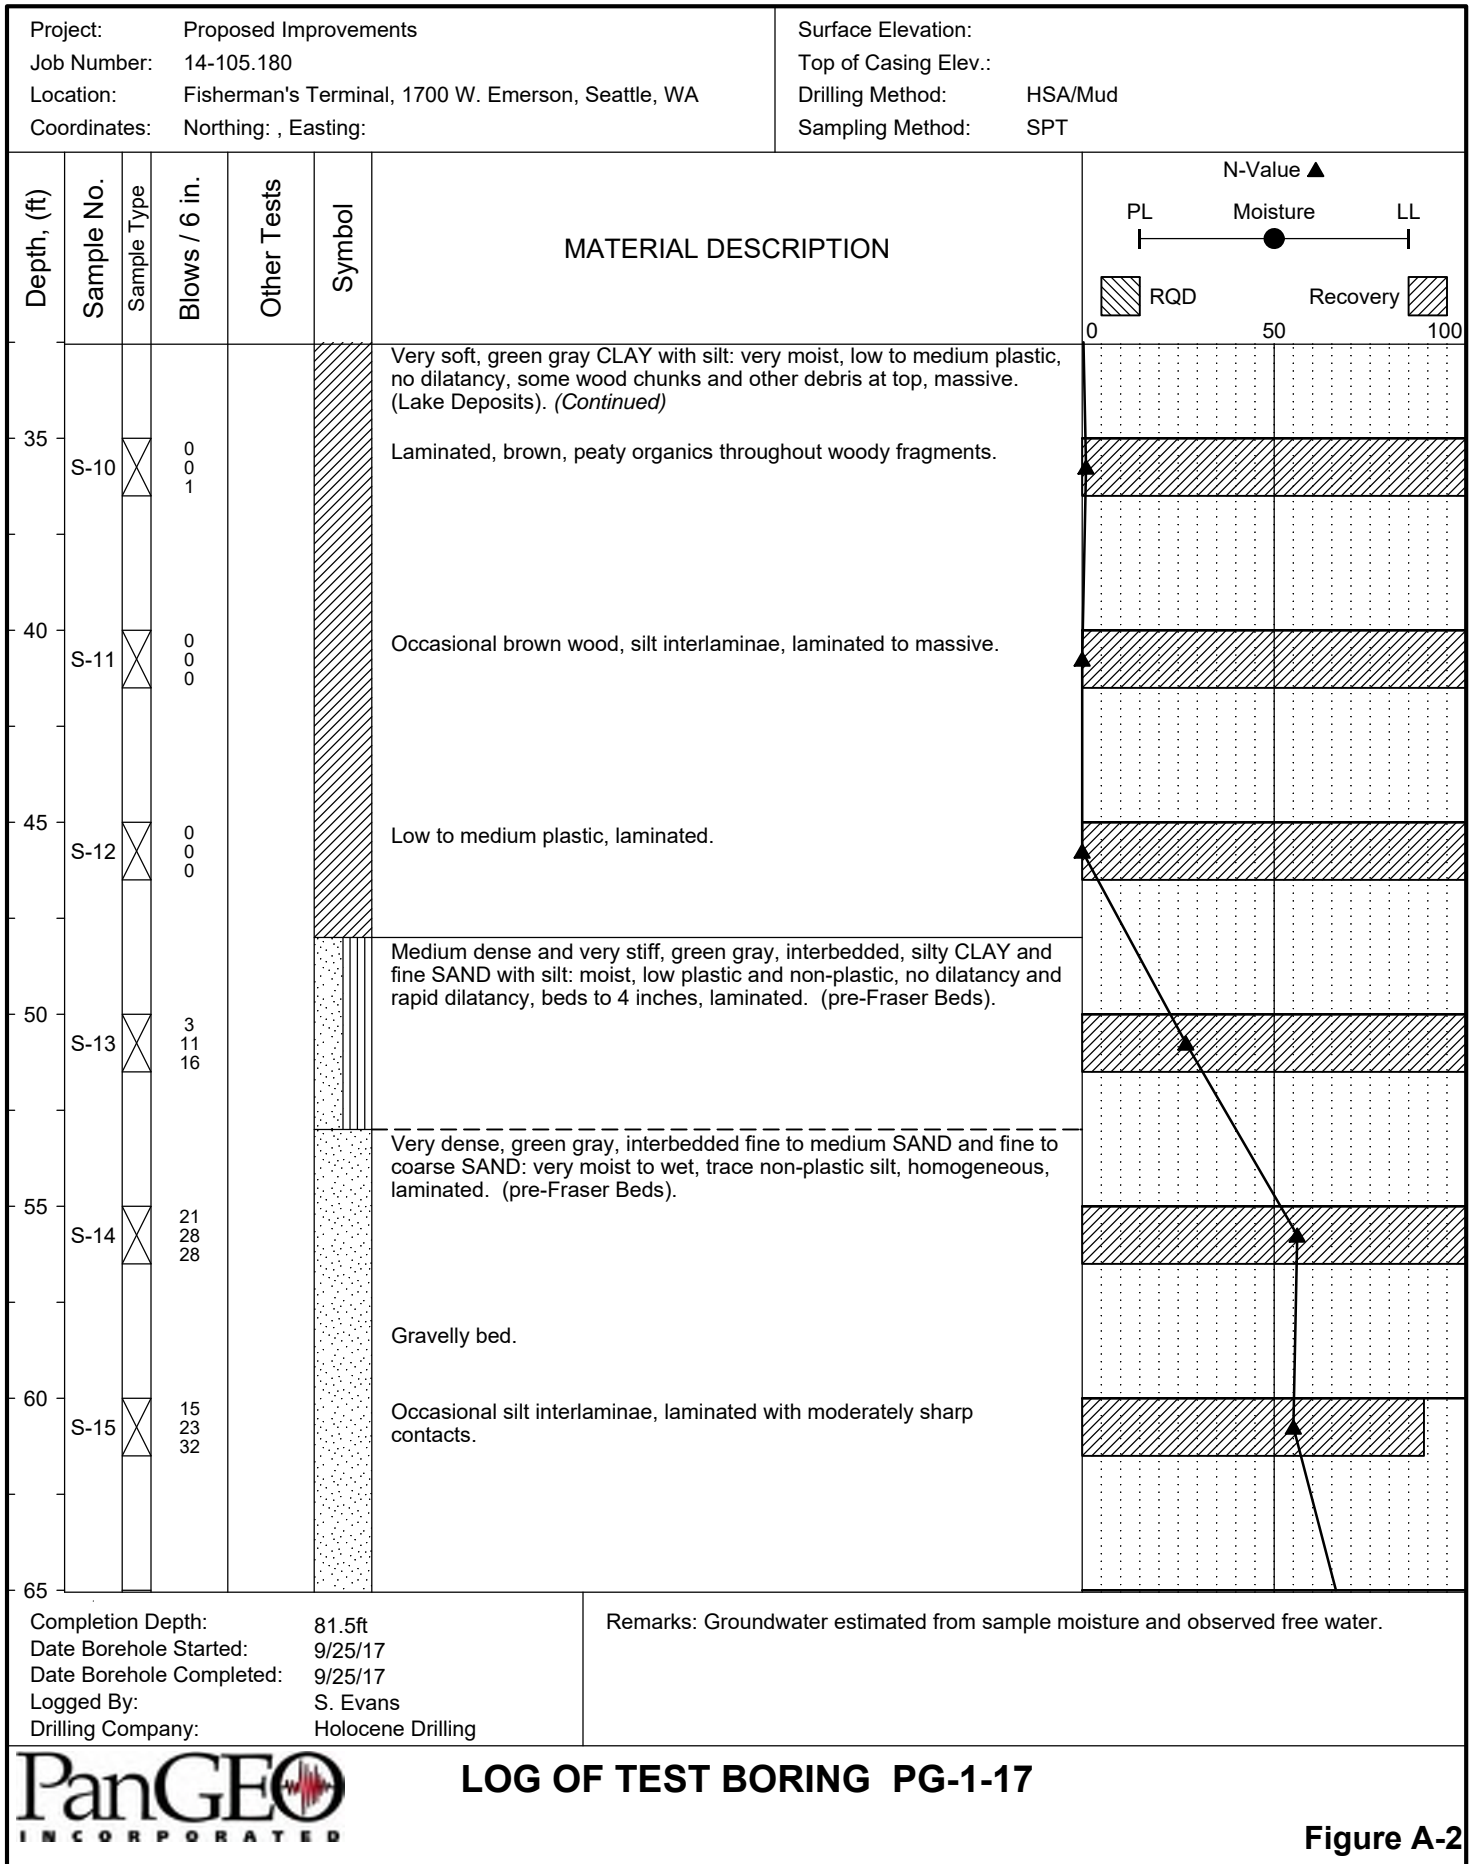 Project: Proposed Improvements
Job Number: 14-105.180
Location: Fisherman's Terminal, 1700 W. Emerson, Seattle, WA
Coordinates: Northing: , Easting:
Surface Elevation:
Top of Casing Elev.:
Drilling Method: HSA/Mud
Sampling Method: SPT
Depth, (ft)
Sample No.
Sample Type
Blows / 6 in.
Other Tests
Symbol
MATERIAL DESCRIPTION
N-Value
PL Moisture LL
RQD Recovery
0 50 100
Very soft, green gray CLAY with silt: very moist, low to medium plastic,
no dilatancy, some wood chunks and other debris at top, massive.
(Lake Deposits). (Continued)
35
S-10
0
0
1
Laminated, brown, peaty organics throughout woody fragments.
40
S-11
0
0
0
Occasional brown wood, silt interlaminae, laminated to massive.
45
S-12
0
0
0
Low to medium plastic, laminated.
Medium dense and very stiff, green gray, interbedded, silty CLAY and
fine SAND with silt: moist, low plastic and non-plastic, no dilatancy and
rapid dilatancy, beds to 4 inches, laminated. (pre-Fraser Beds).
50
S-13
3
11
16
Very dense, green gray, interbedded fine to medium SAND and fine to
coarse SAND: very moist to wet, trace non-plastic silt, homogeneous,
laminated. (pre-Fraser Beds).
55
S-14
21
28
28
Gravelly bed.
60
S-15
15
23
32
Occasional silt interlaminae, laminated with moderately sharp
contacts.
65
Completion Depth: 81.5ft
Date Borehole Started: 9/25/17
Date Borehole Completed: 9/25/17
Logged By: S. Evans
Drilling Company: Holocene Drilling
Remarks: Groundwater estimated from sample moisture and observed free water.
PanGEO
INCORPORATED
LOG OF TEST BORING PG-1-17
Figure A-2